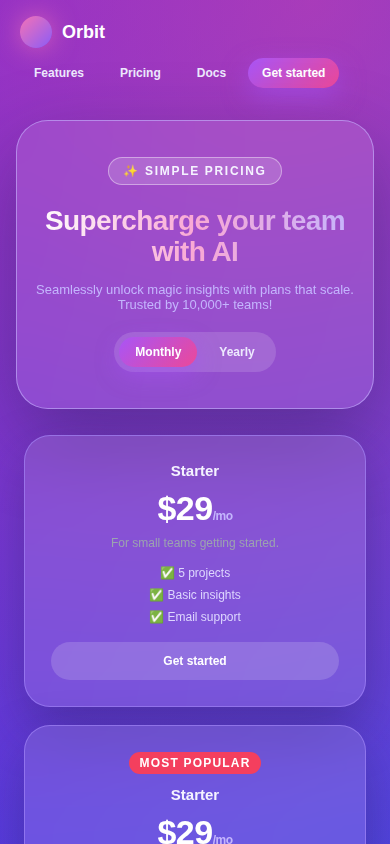 Orbit
Features Pricing Docs Get started
✨ SIMPLE PRICING
Supercharge your team
with AI
Seamlessly unlock magic insights with plans that scale.
Trusted by 10,000+ teams!
Monthly Yearly
Starter
$29/mo
For small teams getting started.
✅ 5 projects
✅ Basic insights
✅ Email support
Get started
MOST POPULAR
Starter
$29/mo